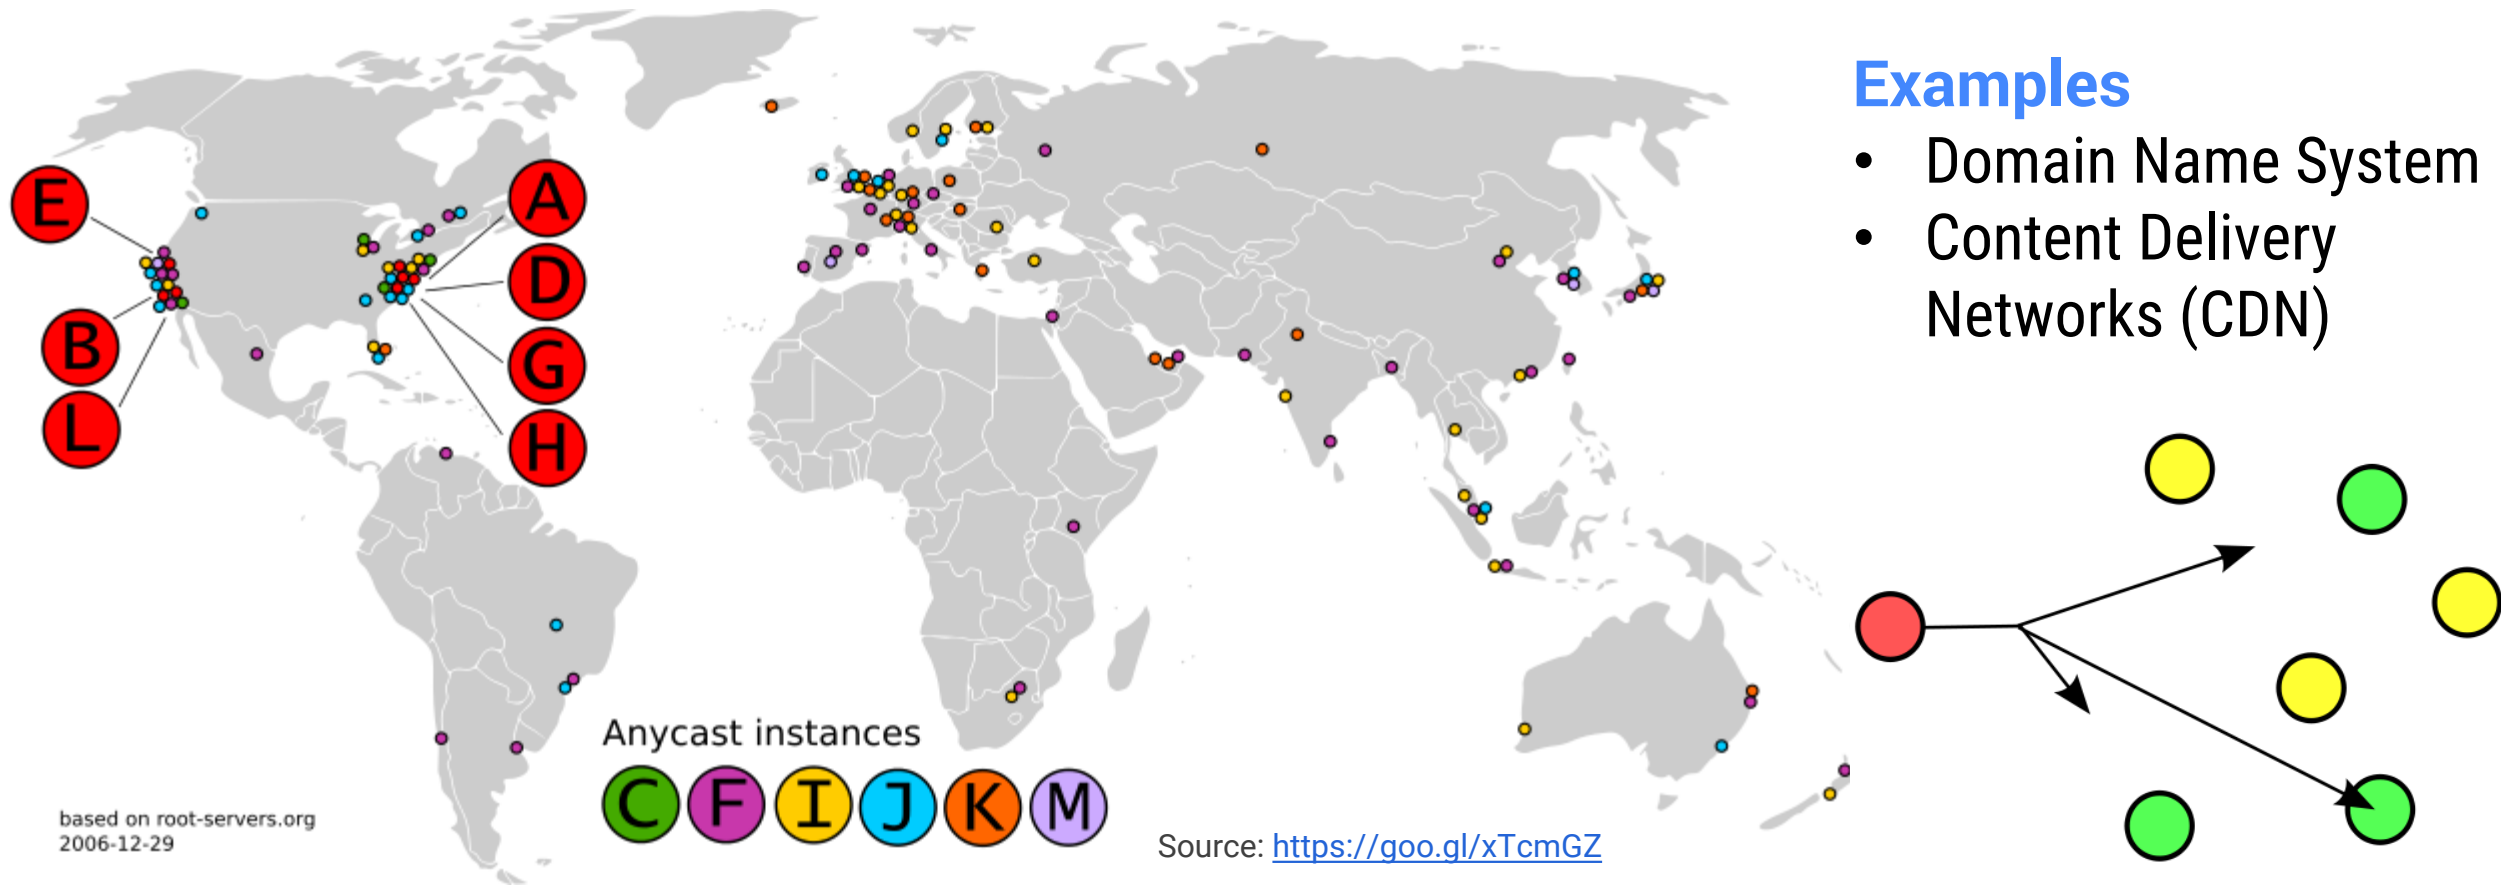 Examples
• Domain Name System
• Content Delivery
Networks (CDN)
E
B
L
A
D
G
H
Anycast instances
C F I J K M
based on root-servers.org
2006-12-29
Source: https://goo.gl/xTcmGZ